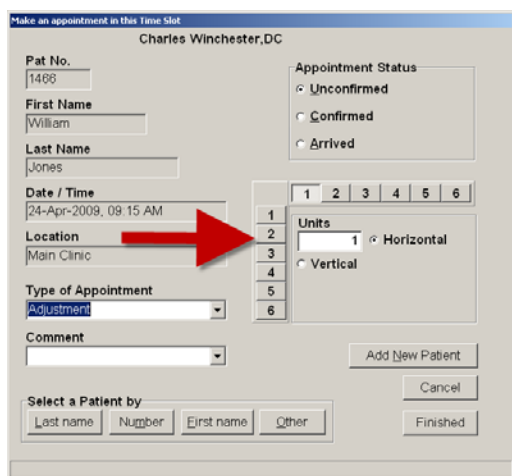 Make an appointment in this Time Slot
Charles Winchester,DC
Pat No.
1466
First Name
William
Last Name
Jones
Date / Time
24-Apr-2009, 09:15 AM
Location
Main Clinic
Type of Appointment
Adjustment
Comment
Select a Patient by
Last name Number First name Other
Appointment Status
Unconfirmed
Confirmed
Arrived
1 2 3 4 5 6
1
2
3
4
5
6
Units
1 Horizontal
Vertical
Add New Patient
Cancel
Finished